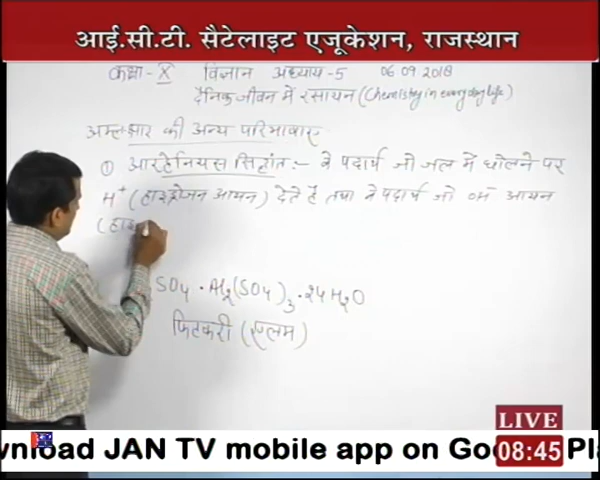 आई.सी.टी. सैटेलाइट एजूकेशन, राजस्थान
कक्षा-X विज्ञान अध्याय-5 06.09.2018
दैनिक जीवन में रसायन (Chemistry in everyday life)
अम्ल-क्षार की अन्य परिभाषाएं
① आरहेनियस सिद्धांत:- वे पदार्थ जो जल में घोलने पर
H⁺ (हाइड्रोजन आयन) देते हैं तथा वे पदार्थ जो OH⁻ आयन
(हाइ
SO₄ · Al₂(SO₄)₃ · 24H₂O
फिटकरी (एलम)
LIVE
wnload JAN TV mobile app on Goo Pla
08:45